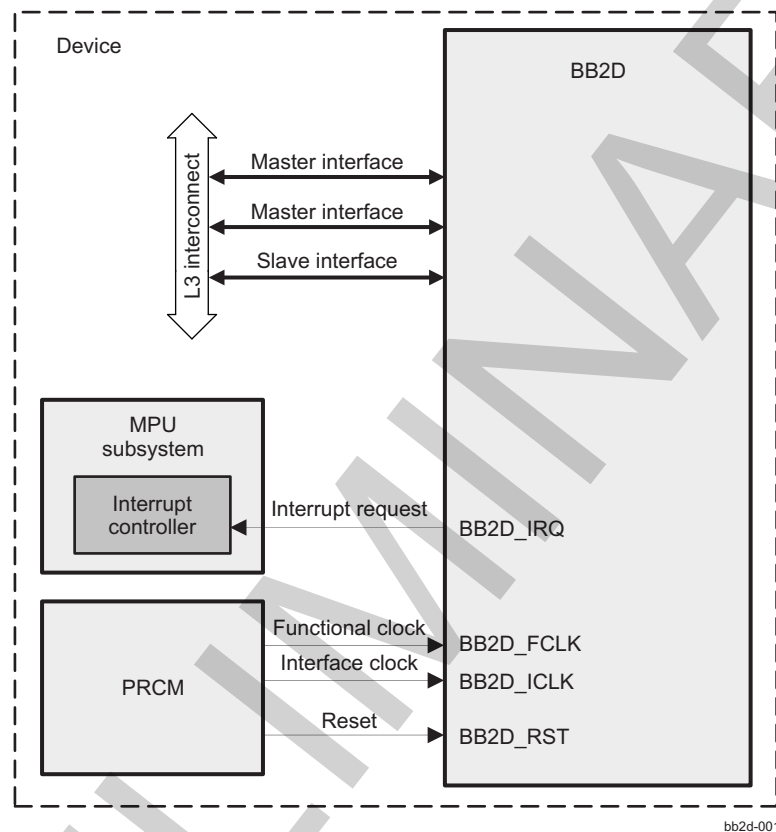 Device
BB2D
L3 interconnect
Master interface
Master interface
Slave interface
MPU
subsystem
Interrupt
controller
Interrupt request
BB2D_IRQ
PRCM
Functional clock
BB2D_FCLK
Interface clock
BB2D_ICLK
Reset
BB2D_RST
bb2d-001